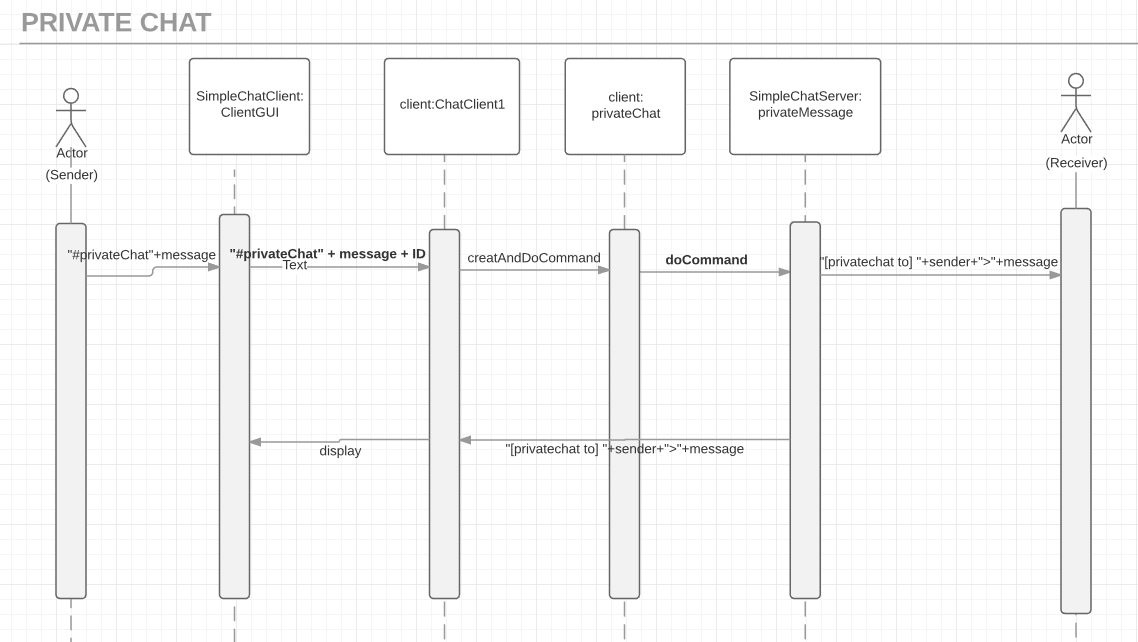 PRIVATE CHAT
SimpleChatClient:
ClientGUI
client:ChatClient1
client:
privateChat
SimpleChatServer:
privateMessage
Actor
(Sender)
Actor
(Receiver)
"#privateChat"+message
"#privateChat" + message + ID
Text
creatAndDoCommand
doCommand
"[privatechat to] "+sender+">"+message
display
"[privatechat to] "+sender+">"+message